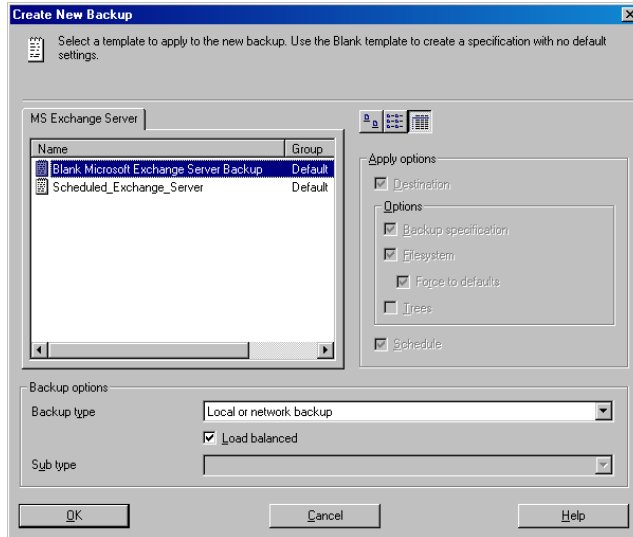 Create New Backup
Select a template to apply to the new backup. Use the Blank template to create a specification with no default
settings.
MS Exchange Server
Name Group
Blank Microsoft Exchange Server Backup Default
Scheduled_Exchange_Server Default
Apply options
Destination
Options
Backup specification
Filesystem
Force to defaults
Trees
Schedule
Backup options
Backup type Local or network backup
Load balanced
Sub type
OK Cancel Help